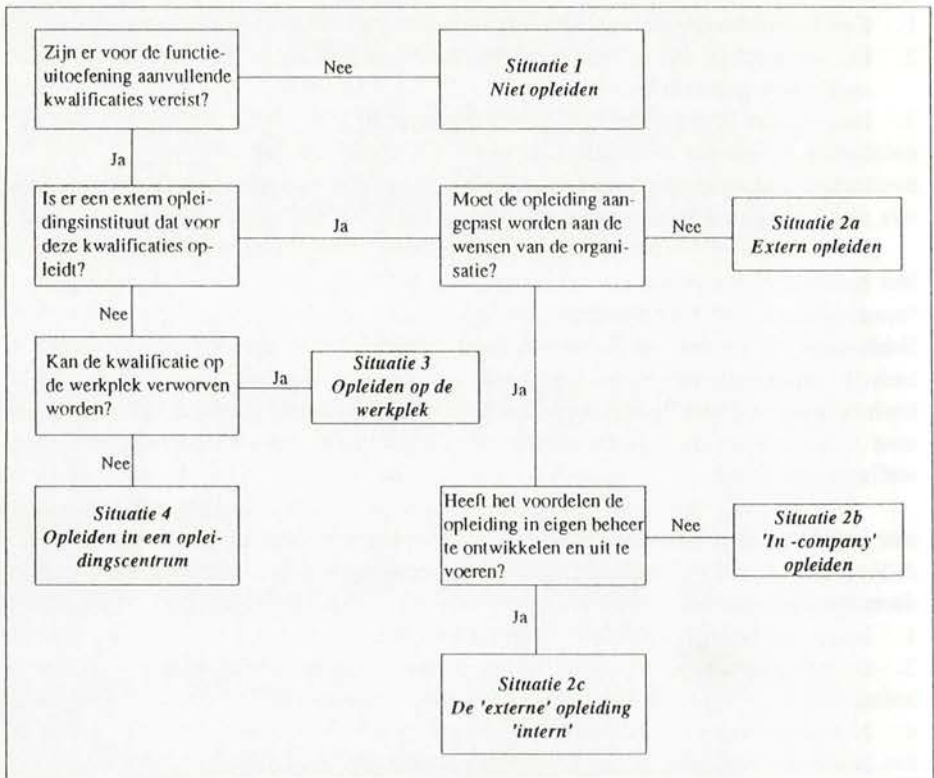 Zijn er voor de functie-
uitoefening aanvullende
kwalificaties vereist?
Nee
Situatie 1
Niet opleiden
Ja
Is er een extern oplei-
dingsinstituut dat voor
deze kwalificaties op-
leidt?
Ja
Moet de opleiding aan-
gepast worden aan de
wensen van de organi-
satie?
Nee
Situatie 2a
Extern opleiden
Nee
Kan de kwalificatie op
de werkplek verworven
worden?
Ja
Situatie 3
Opleiden op de
werkplek
Ja
Nee
Situatie 4
Opleiden in een oplei-
dingscentrum
Heeft het voordelen de
opleiding in eigen beheer
te ontwikkelen en uit te
voeren?
Nee
Situatie 2b
'In -company'
opleiden
Ja
Situatie 2c
De 'externe' opleiding
'intern'